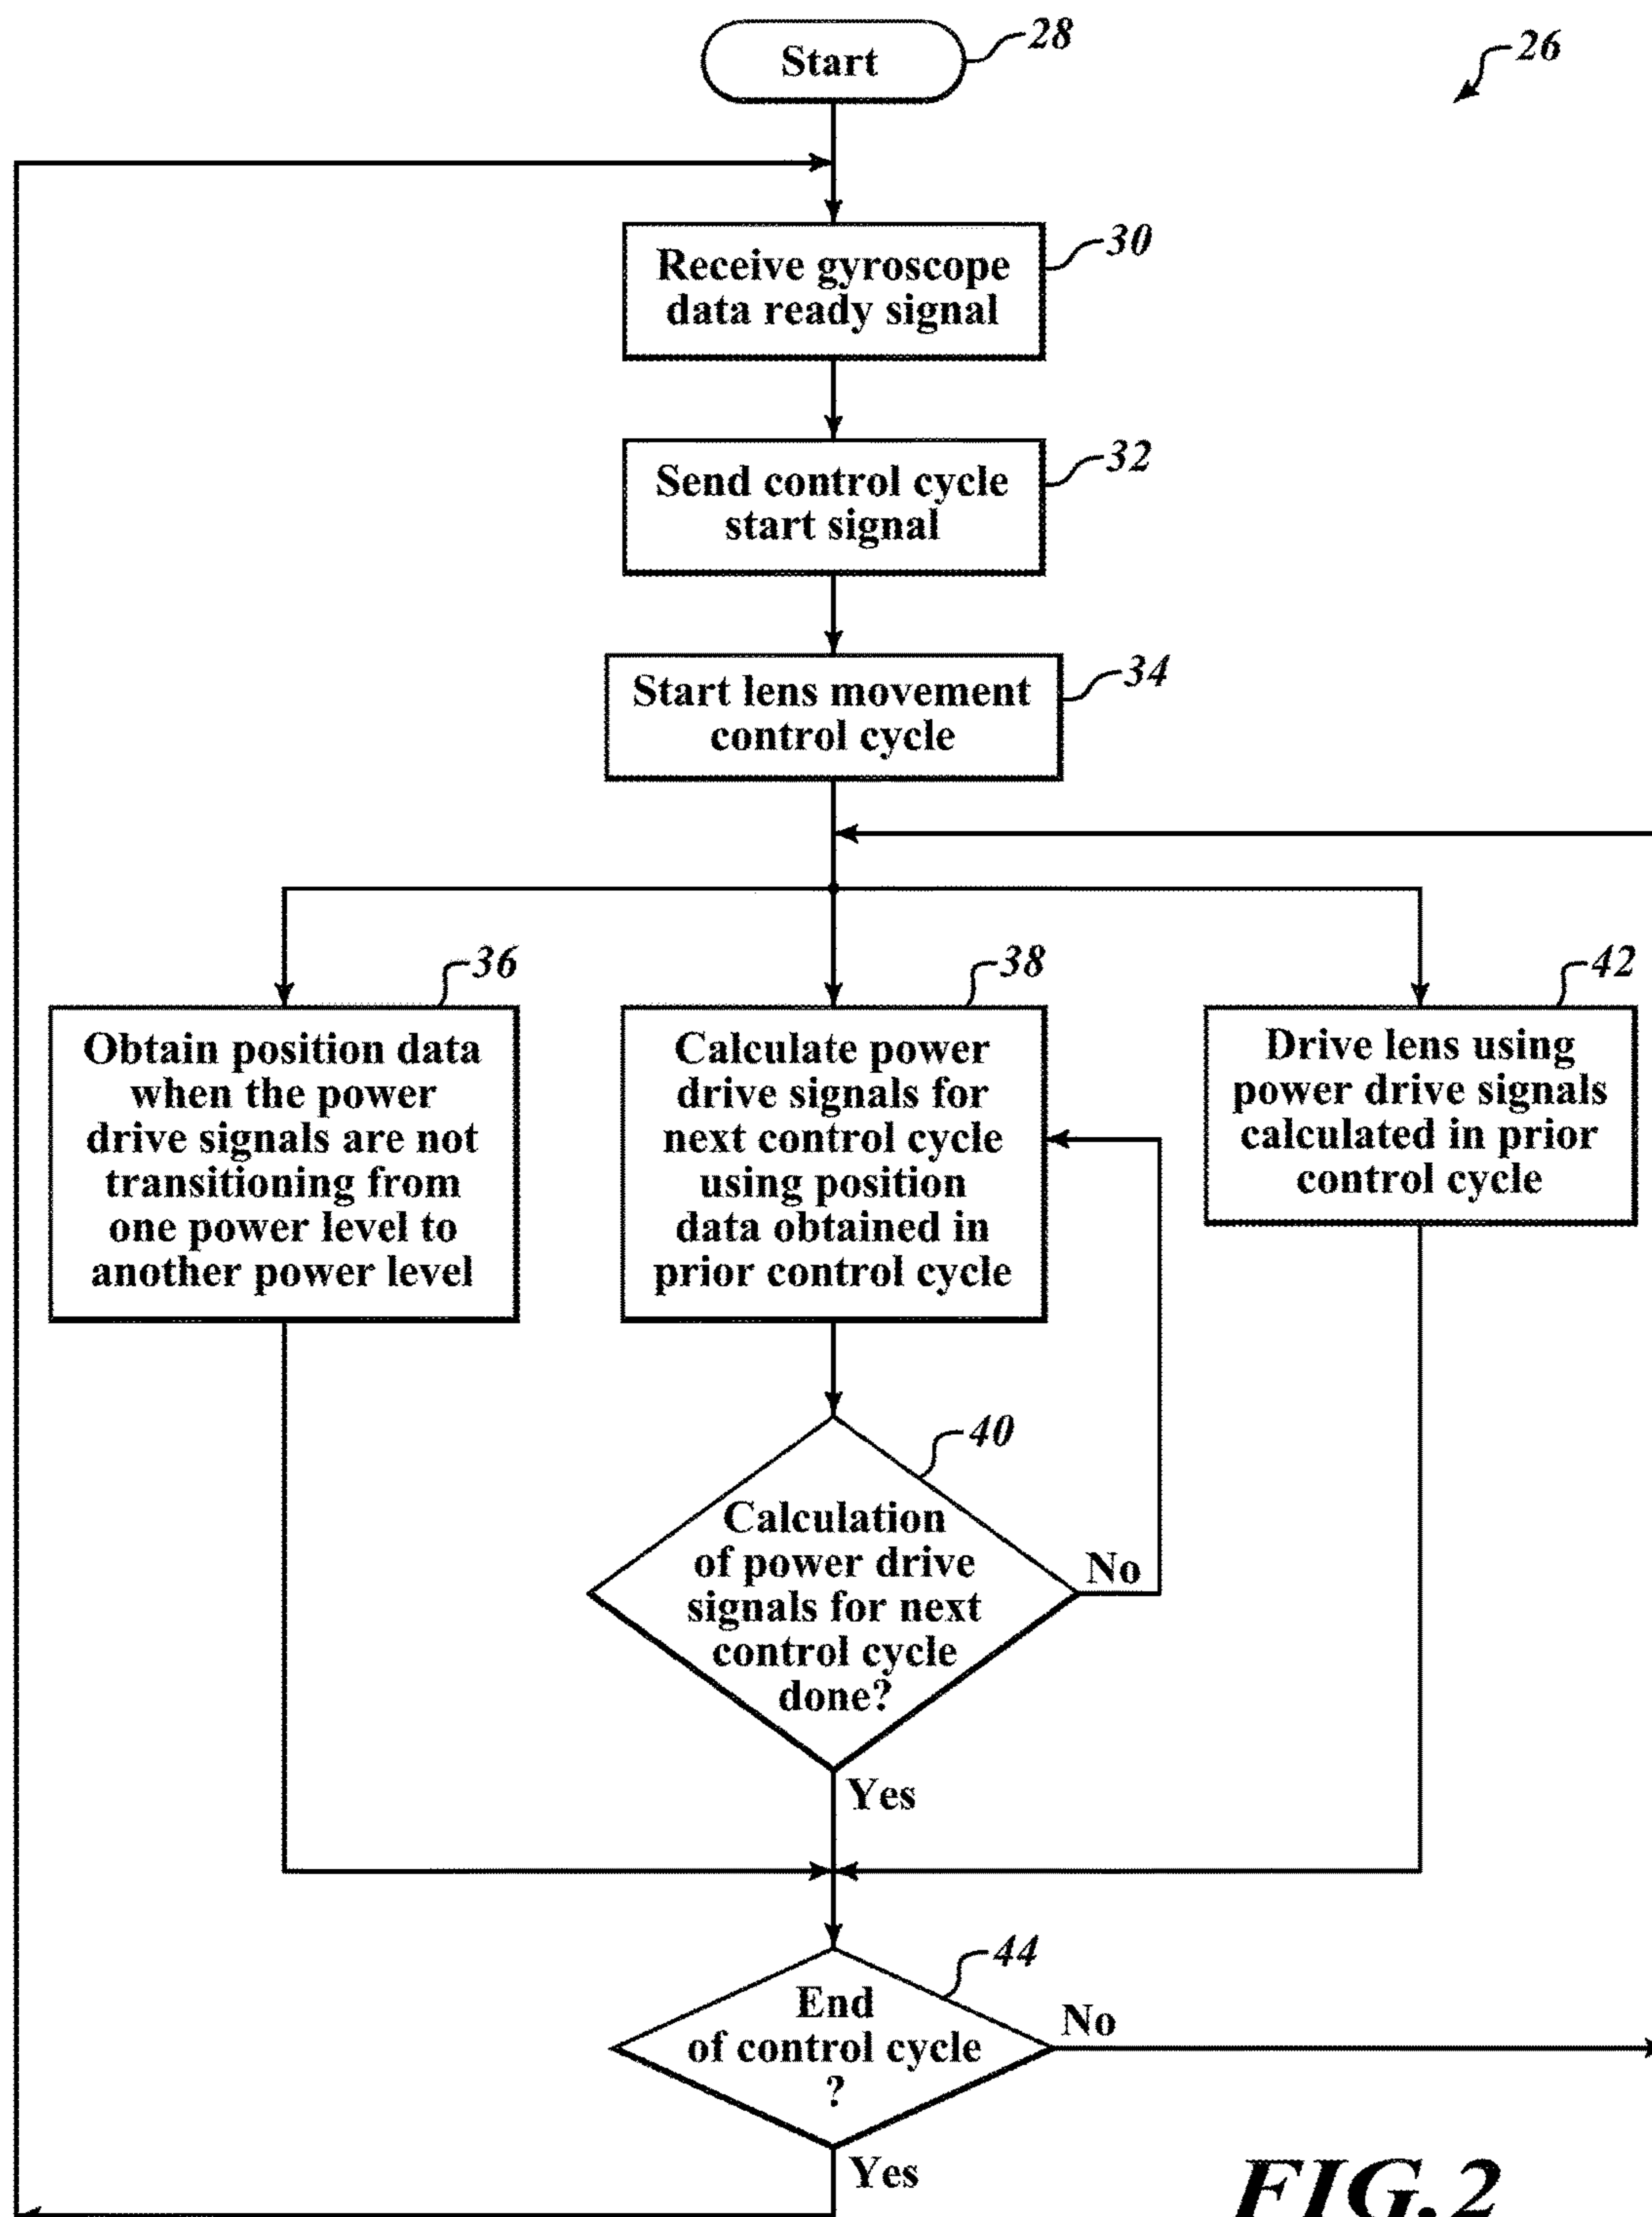 Start
28
26
Receive gyroscope
data ready signal
30
Send control cycle
start signal
32
Start lens movement
control cycle
34
36
Obtain position data
when the power
drive signals are not
transitioning from
one power level to
another power level
38
Calculate power
drive signals for
next control cycle
using position
data obtained in
prior control cycle
42
Drive lens using
power drive signals
calculated in prior
control cycle
40
Calculation
of power drive
signals for next
control cycle
done?
No
Yes
44
End
of control cycle
?
No
Yes
FIG.2